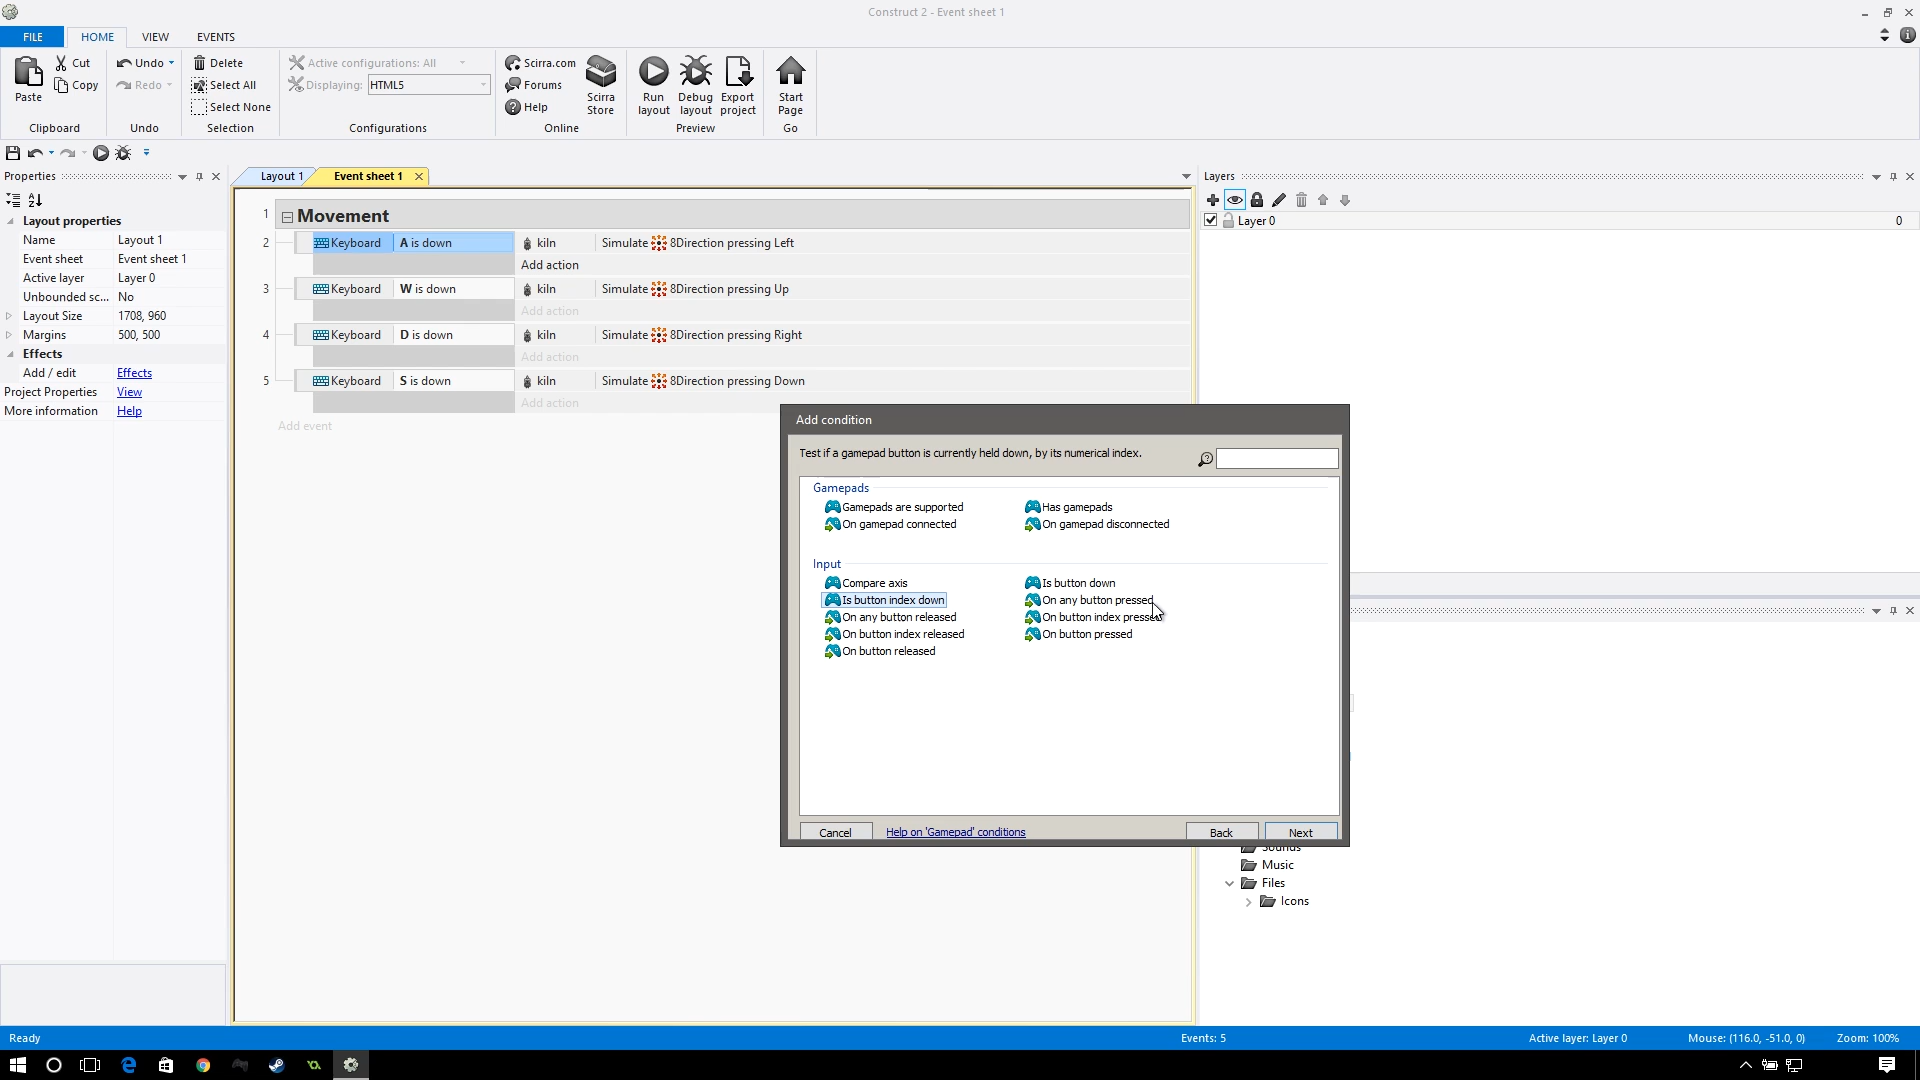 Construct 2 - Event sheet 1
FILE HOME VIEW EVENTS
Paste Cut Copy
Clipboard
Undo Redo
Undo
Delete
Select All
Select None
Selection
Active configurations: All
Displaying: HTML5
Configurations
Scirra.com
Forums
Help
Scirra Store
Online
Run layout
Debug layout
Export project
Preview
Start Page
Go
Properties
Layout 1 Event sheet 1
Layers
Layout properties
Name Layout 1
Event sheet Event sheet 1
Active layer Layer 0
Unbounded sc... No
Layout Size 1708, 960
Margins 500, 500
Effects
Add / edit Effects
Project Properties View
More information Help
1 Movement
2 Keyboard A is down kiln Simulate 8Direction pressing Left
Add action
3 Keyboard W is down kiln Simulate 8Direction pressing Up
Add action
4 Keyboard D is down kiln Simulate 8Direction pressing Right
Add action
5 Keyboard S is down kiln Simulate 8Direction pressing Down
Add action
Add event
Layer 0 0
Add condition
Test if a gamepad button is currently held down, by its numerical index.
Gamepads
Gamepads are supported Has gamepads
On gamepad connected On gamepad disconnected
Input
Compare axis Is button down
Is button index down On any button pressed
On any button released On button index pressed
On button index released On button pressed
On button released
Cancel Help on 'Gamepad' conditions Back Next
Sounds
Music
Files
Icons
Ready Events: 5 Active layer: Layer 0 Mouse: (116.0, -51.0, 0) Zoom: 100%